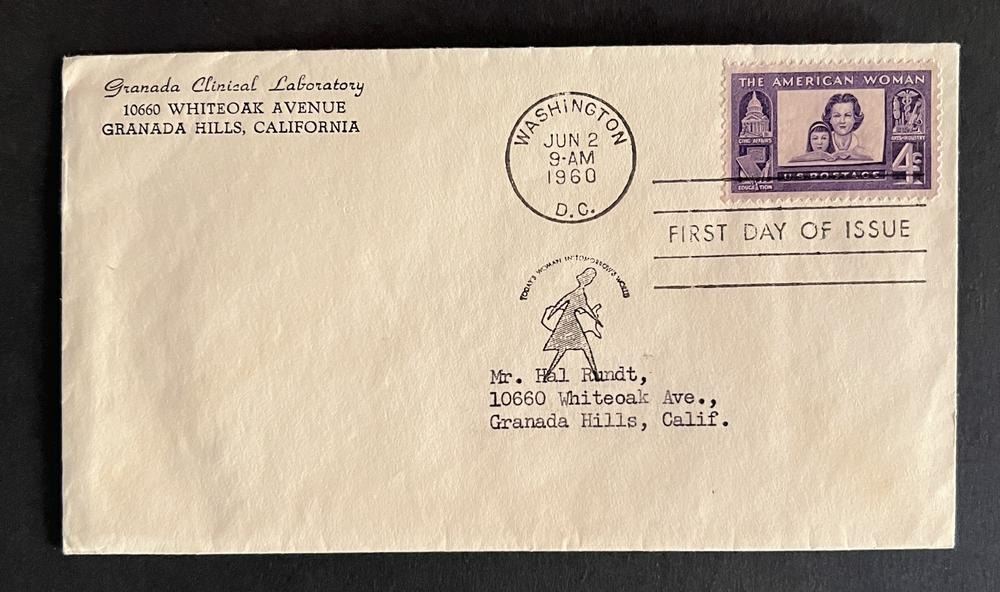 Granada Clinical Laboratory
10660 WHITEOAK AVENUE
GRANADA HILLS, CALIFORNIA
WASHINGTON
JUN 2
9-AM
1960
D.C.
THE AMERICAN WOMAN
CIVIC AFFAIRS
ARTS-INDUSTRY
EDUCATION
4¢
U.S. POSTAGE
FIRST DAY OF ISSUE
TODAY'S WOMAN IN TOMORROW'S WORLD
Mr. Hal Rundt,
10660 Whiteoak Ave.,
Granada Hills, Calif.